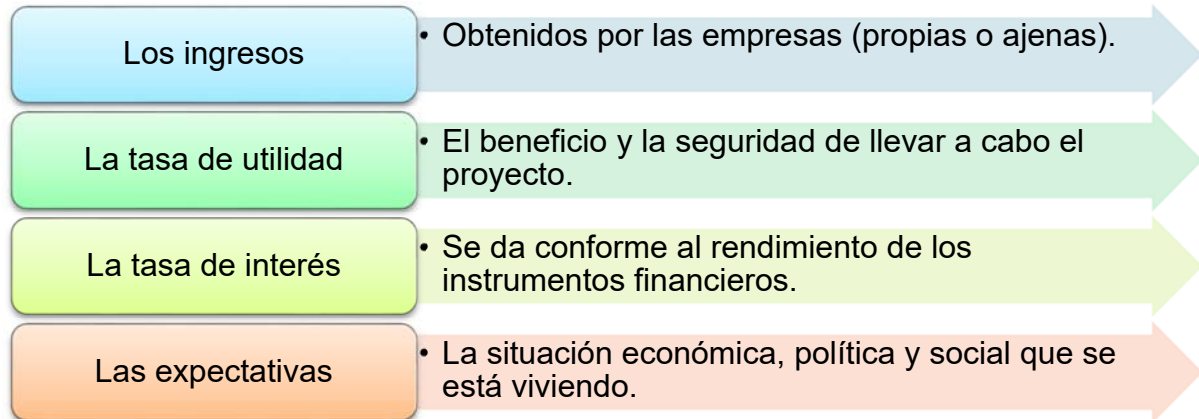 Los ingresos
• Obtenidos por las empresas (propias o ajenas).
La tasa de utilidad
• El beneficio y la seguridad de llevar a cabo el
proyecto.
La tasa de interés
• Se da conforme al rendimiento de los
instrumentos financieros.
Las expectativas
• La situación económica, política y social que se
está viviendo.